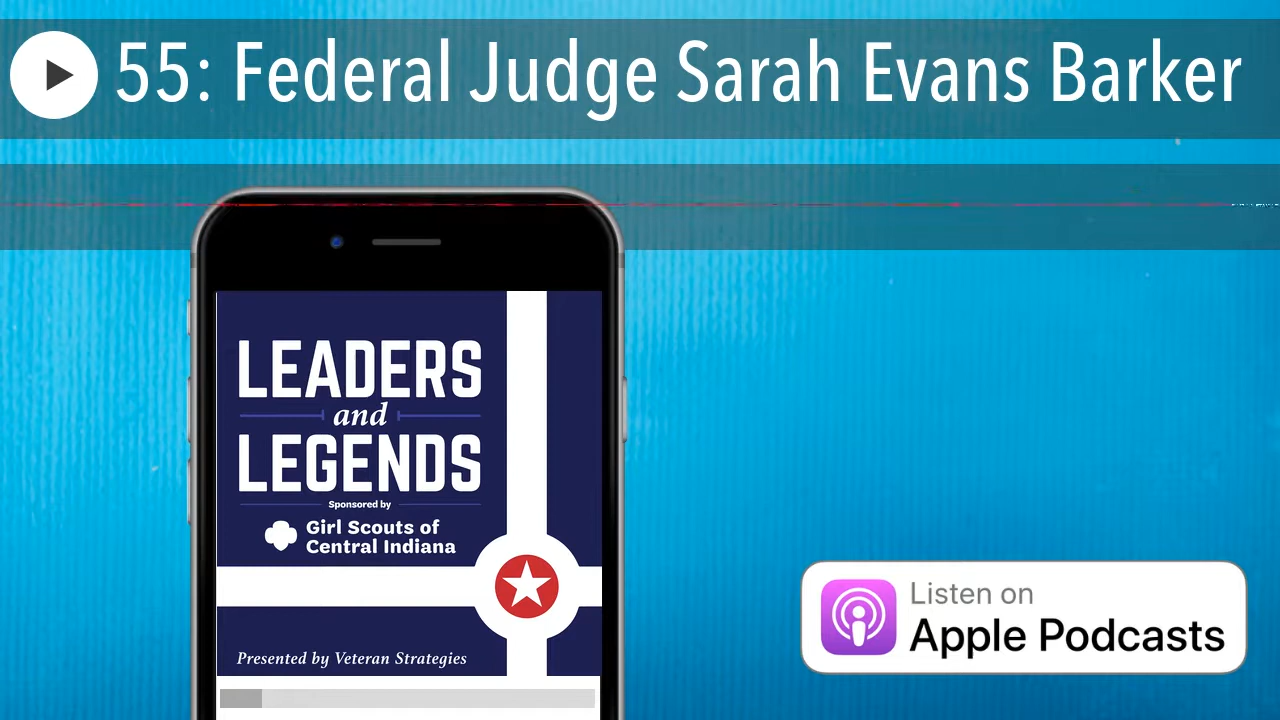 55: Federal Judge Sarah Evans Barker
LEADERS
and
LEGENDS
Sponsored by
Girl Scouts of
Central Indiana
Presented by Veteran Strategies
Listen on
Apple Podcasts